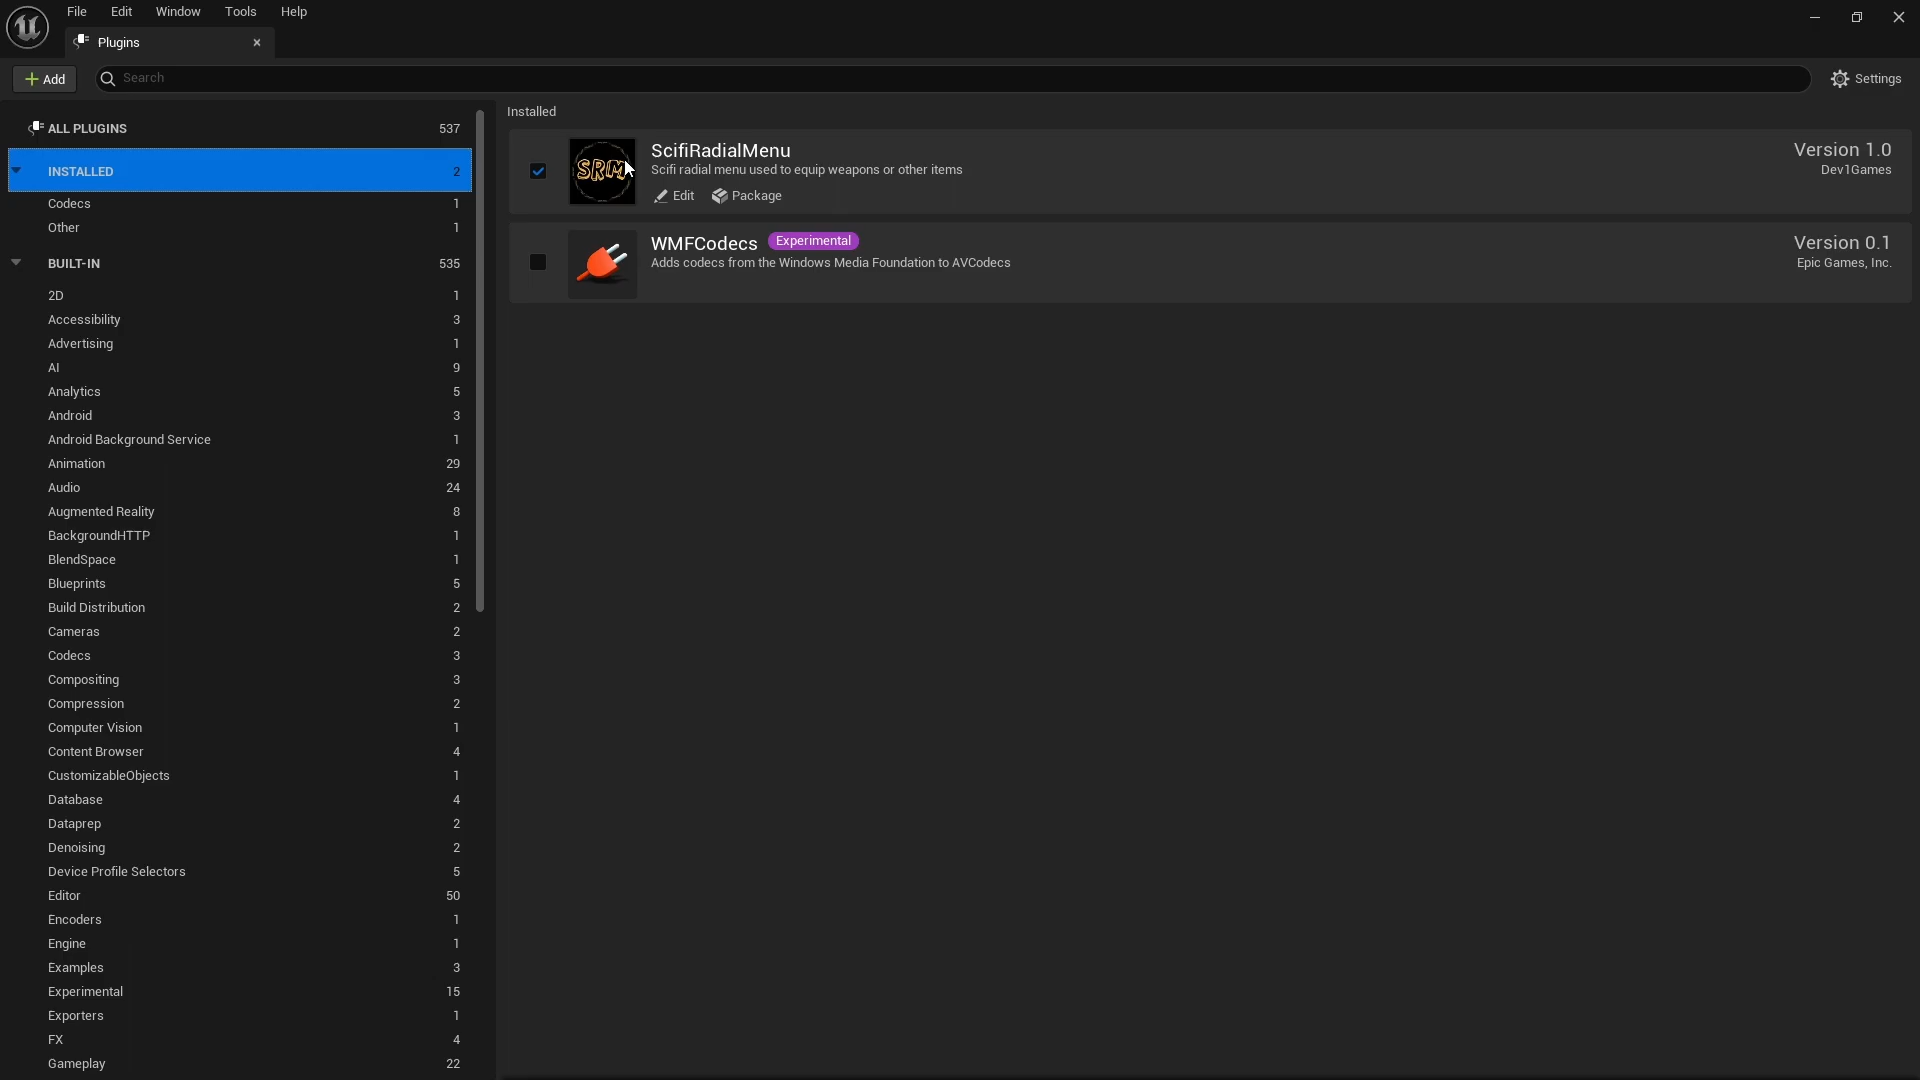 File Edit Window Tools Help
Plugins
Add Search Settings
ALL PLUGINS 537
INSTALLED 2
Codecs 1
Other 1
BUILT-IN 535
2D 1
Accessibility 3
Advertising 1
AI 9
Analytics 5
Android 3
Android Background Service 1
Animation 29
Audio 24
Augmented Reality 8
BackgroundHTTP 1
BlendSpace 1
Blueprints 5
Build Distribution 2
Cameras 2
Codecs 3
Compositing 3
Compression 2
Computer Vision 1
Content Browser 4
CustomizableObjects 1
Database 4
Dataprep 2
Denoising 2
Device Profile Selectors 5
Editor 50
Encoders 1
Engine 1
Examples 3
Experimental 15
Exporters 1
FX 4
Gameplay 22
Installed
SRM
ScifiRadialMenu Version 1.0
Scifi radial menu used to equip weapons or other items Dev1Games
Edit Package
WMFCodecs Experimental Version 0.1
Adds codecs from the Windows Media Foundation to AVCodecs Epic Games, Inc.